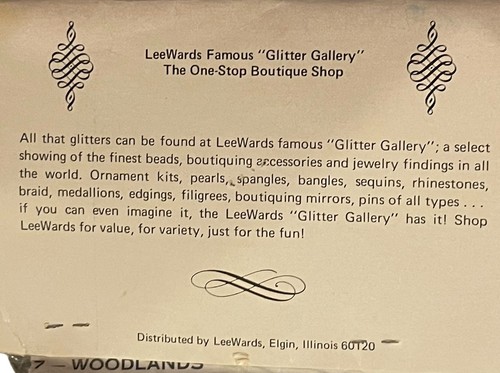 LeeWards Famous "Glitter Gallery"
The One-Stop Boutique Shop
All that glitters can be found at LeeWards famous "Glitter Gallery"; a select
showing of the finest beads, boutiquing accessories and jewelry findings in all
the world. Ornament kits, pearls, spangles, bangles, sequins, rhinestones,
braid, medallions, edgings, filigrees, boutiquing mirrors, pins of all types . . .
if you can even imagine it, the LeeWards "Glitter Gallery" has it! Shop
LeeWards for value, for variety, just for the fun!
Distributed by LeeWards, Elgin, Illinois 60120
7 — WOODLANDS